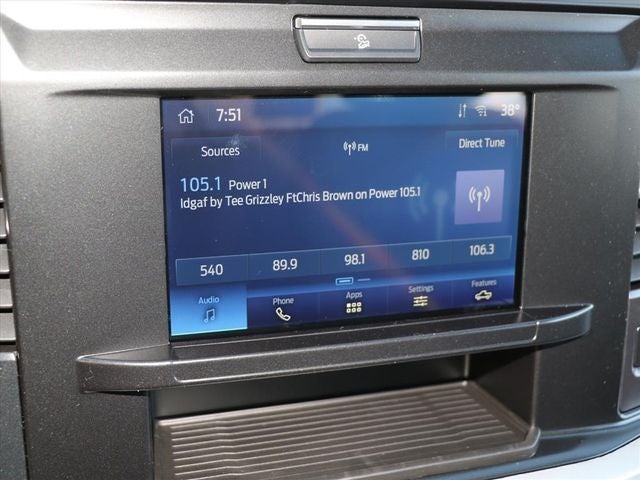 7:51 38°
Sources FM Direct Tune
105.1 Power 1
Idgaf by Tee Grizzley FtChris Brown on Power 105.1
540 89.9 98.1 810 106.3
Audio Phone Apps Settings Features